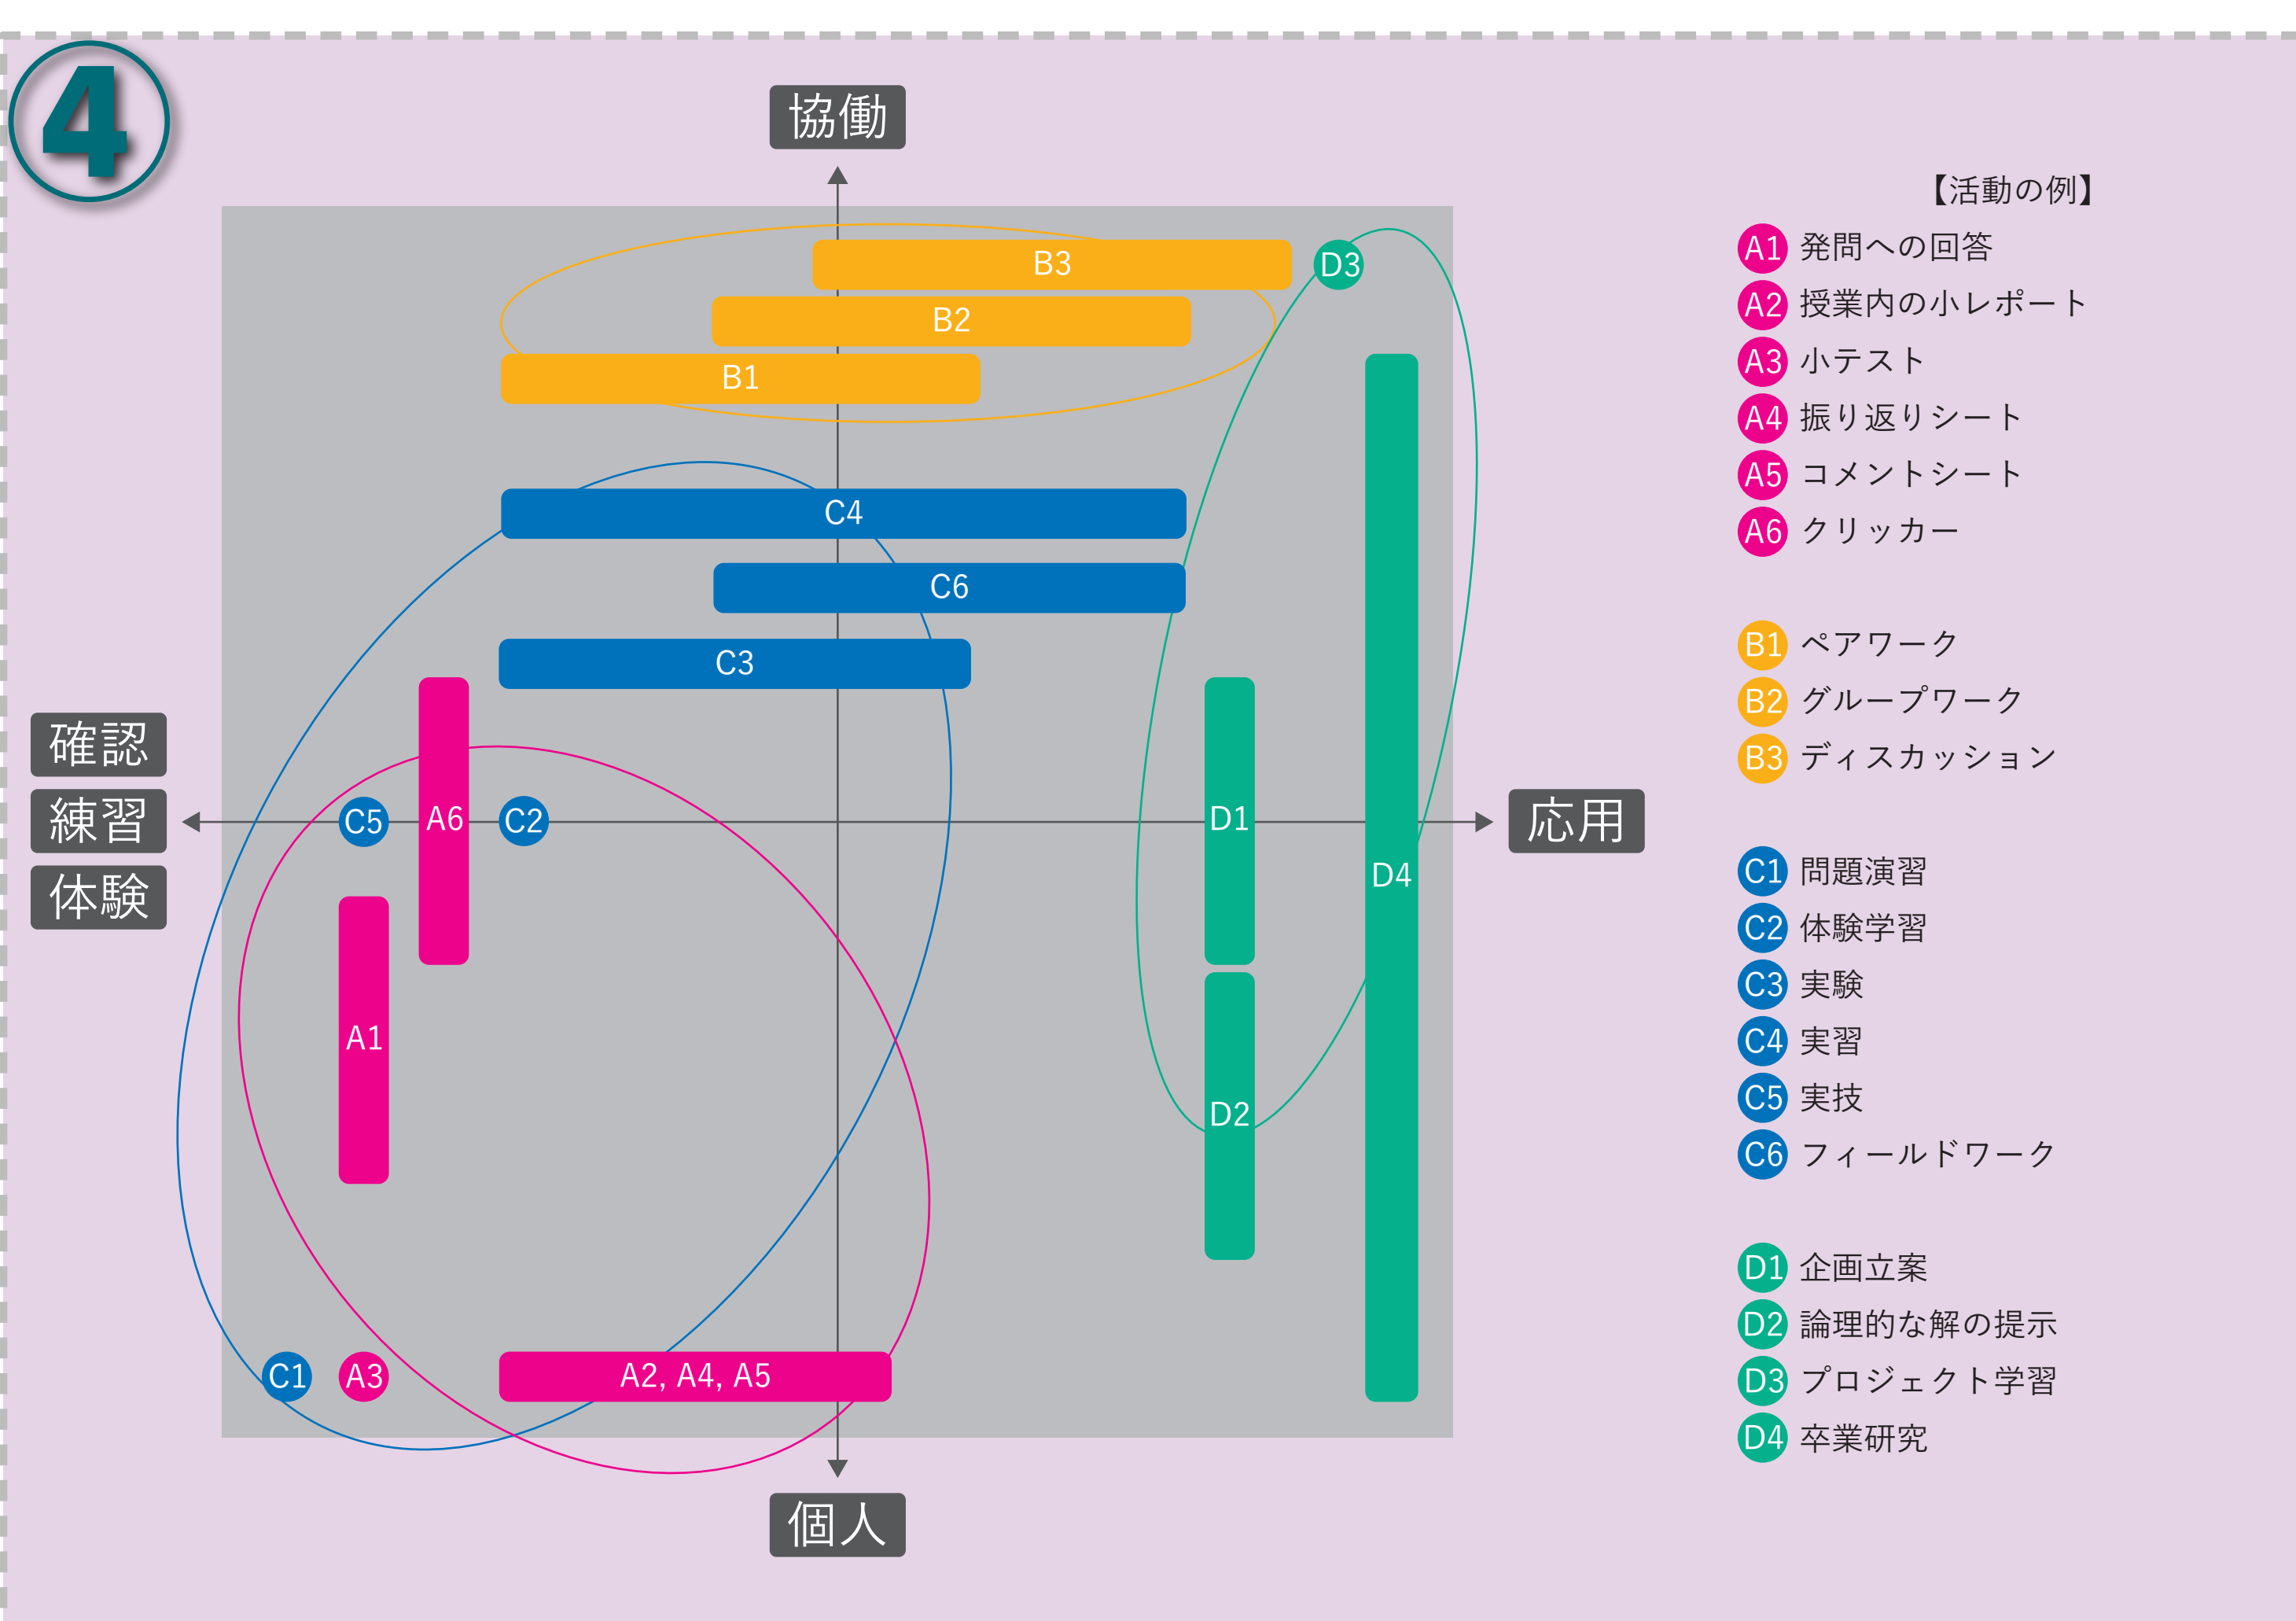 4
協働
B3
D3
B2
B1
C4
C6
C3
確認
練習
体験
C5
A6
C2
D1
応用
D4
A1
D2
C1
A3
A2, A4, A5
個人
【活動の例】
A1 発問への回答
A2 授業内の小レポート
A3 小テスト
A4 振り返りシート
A5 コメントシート
A6 クリッカー
B1 ペアワーク
B2 グループワーク
B3 ディスカッション
C1 問題演習
C2 体験学習
C3 実験
C4 実習
C5 実技
C6 フィールドワーク
D1 企画立案
D2 論理的な解の提示
D3 プロジェクト学習
D4 卒業研究